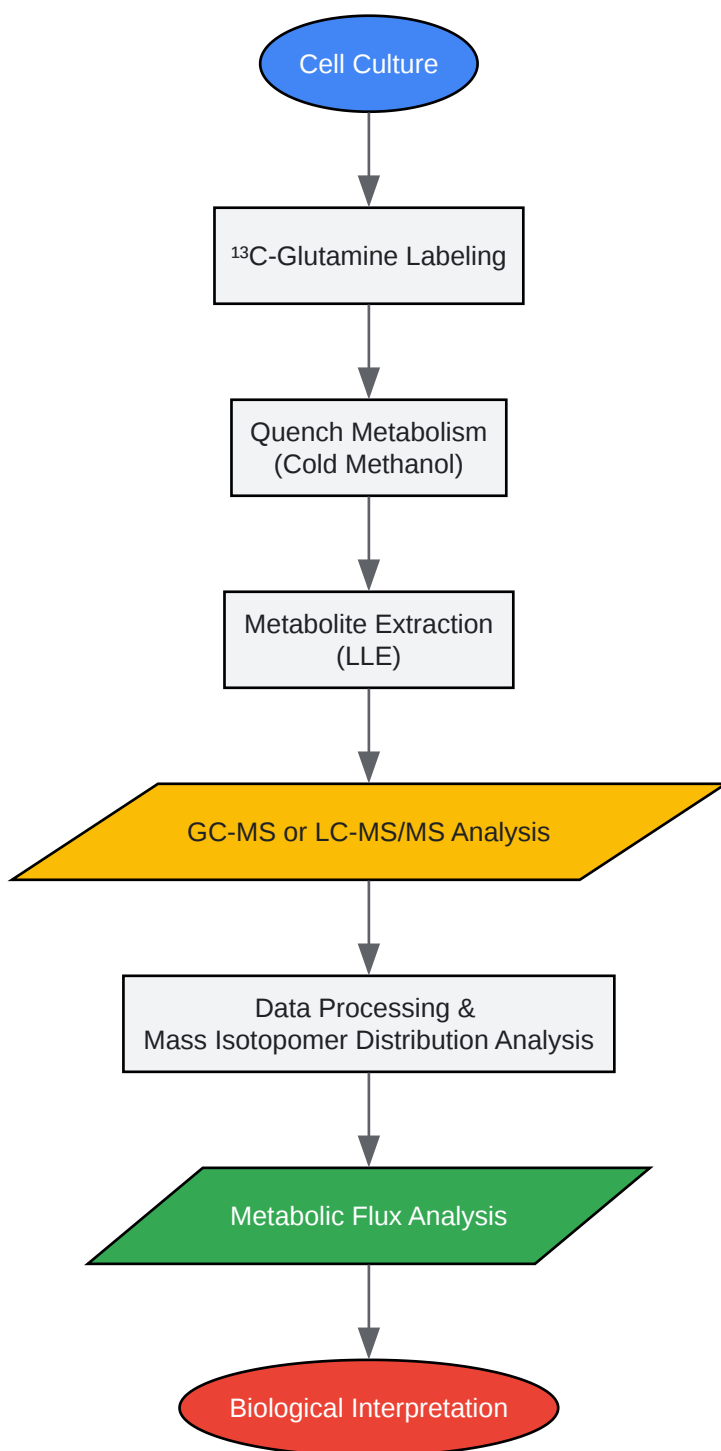 Cell Culture
¹³C-Glutamine Labeling
Quench Metabolism
(Cold Methanol)
Metabolite Extraction
(LLE)
GC-MS or LC-MS/MS Analysis
Data Processing &
Mass Isotopomer Distribution Analysis
Metabolic Flux Analysis
Biological Interpretation